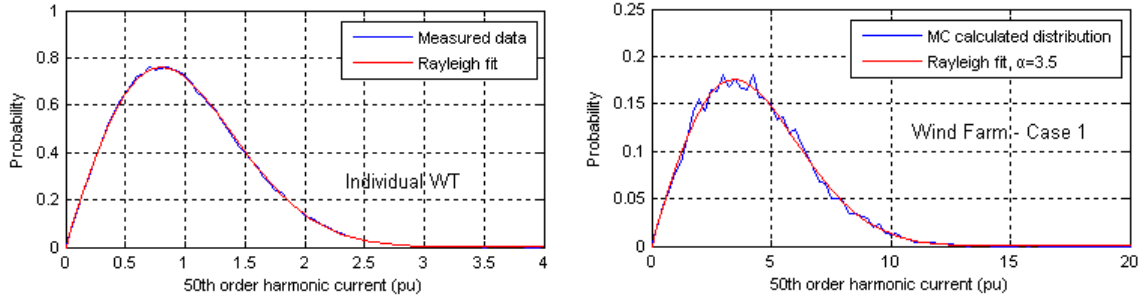 1
0.8
0.6
0.4
0.2
0
Probability
Measured data
Rayleigh fit
Individual WT
0 0.5 1 1.5 2 2.5 3 3.5 4
50th order harmonic current (pu)
0.25
0.2
0.15
0.1
0.05
0
Probability
MC calculated distribution
Rayleigh fit, α=3.5
Wind Farm - Case 1
0 5 10 15 20
50th order harmonic current (pu)